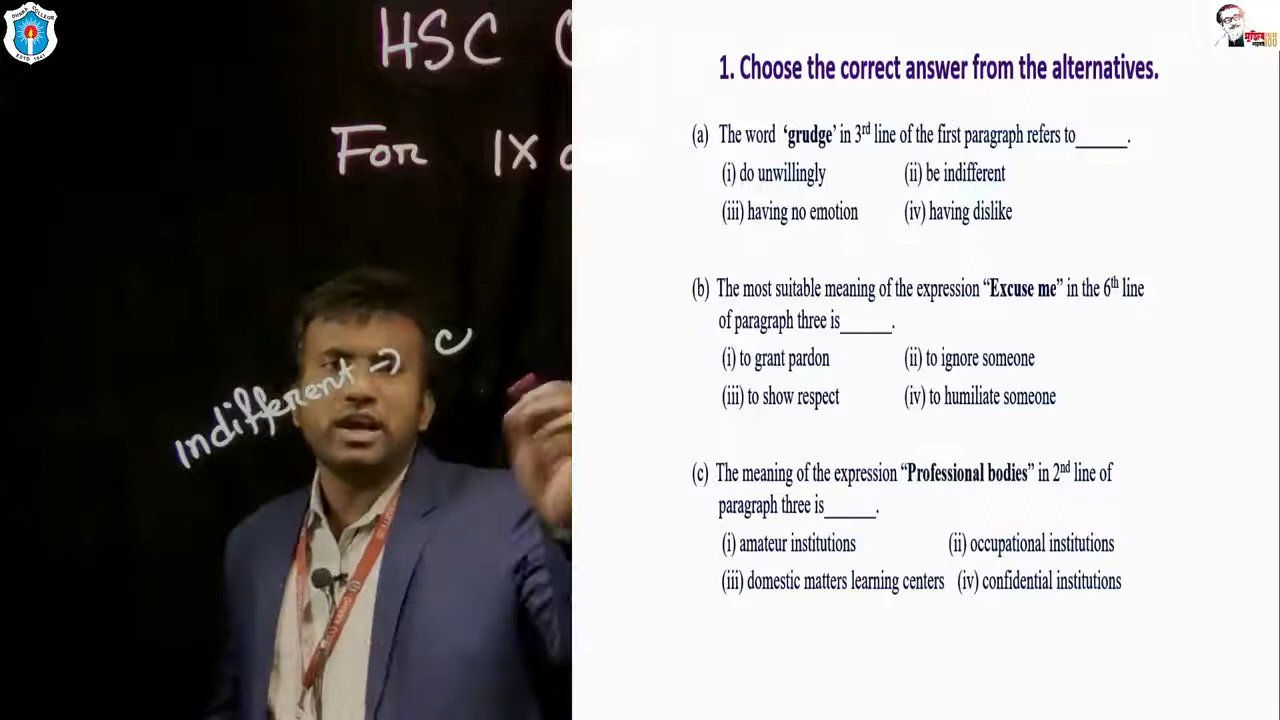 DHAKA COLLEGE
ESTD 1841
HSC C
For IX
Indifferent → C
মুজিব
1. Choose the correct answer from the alternatives.
(a) The word ‘grudge’ in 3rd line of the first paragraph refers to______.
(i) do unwillingly (ii) be indifferent
(iii) having no emotion (iv) having dislike
(b) The most suitable meaning of the expression “Excuse me” in the 6th line
of paragraph three is______.
(i) to grant pardon (ii) to ignore someone
(iii) to show respect (iv) to humiliate someone
(c) The meaning of the expression “Professional bodies” in 2nd line of
paragraph three is______.
(i) amateur institutions (ii) occupational institutions
(iii) domestic matters learning centers (iv) confidential institutions